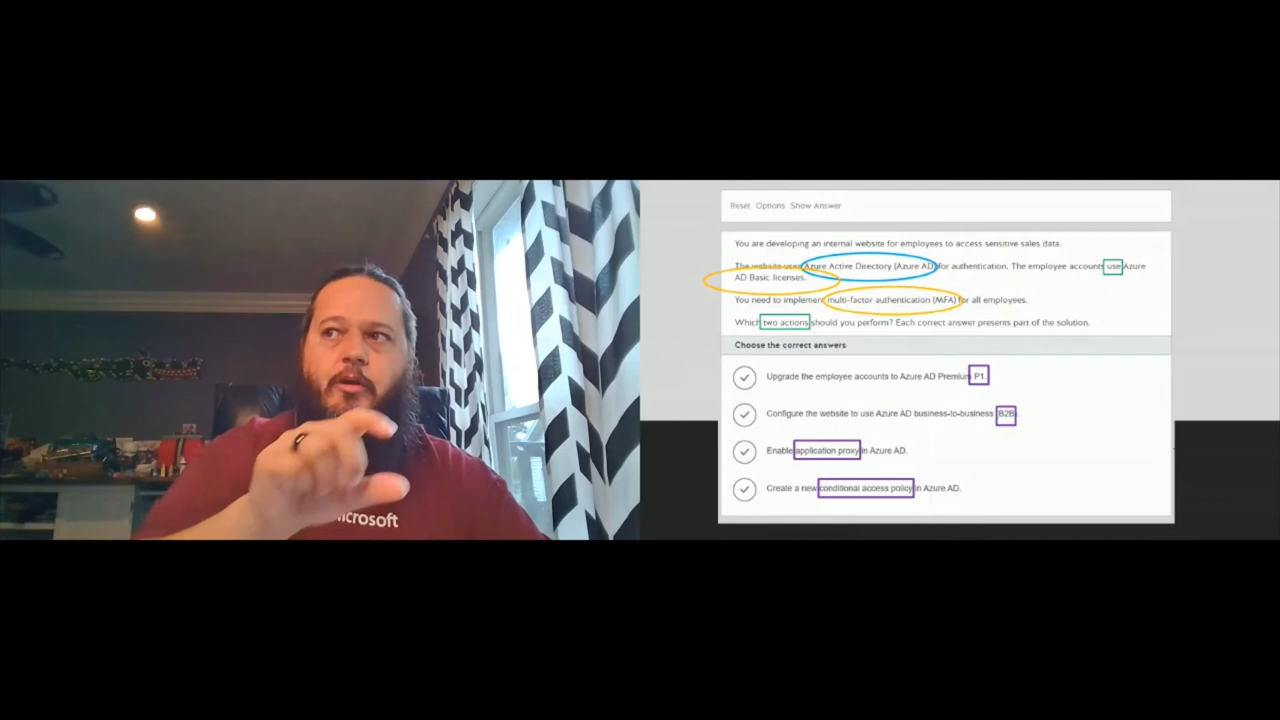 Reset Options Show Answer
You are developing an internal website for employees to access sensitive sales data.
The website uses Azure Active Directory (Azure AD) for authentication. The employee accounts use Azure
AD Basic licenses.
You need to implement multi-factor authentication (MFA) for all employees.
Which two actions should you perform? Each correct answer presents part of the solution.
Choose the correct answers
Upgrade the employee accounts to Azure AD Premium P1.
Configure the website to use Azure AD business-to-business (B2B).
Enable application proxy in Azure AD.
Create a new conditional access policy in Azure AD.
Microsoft